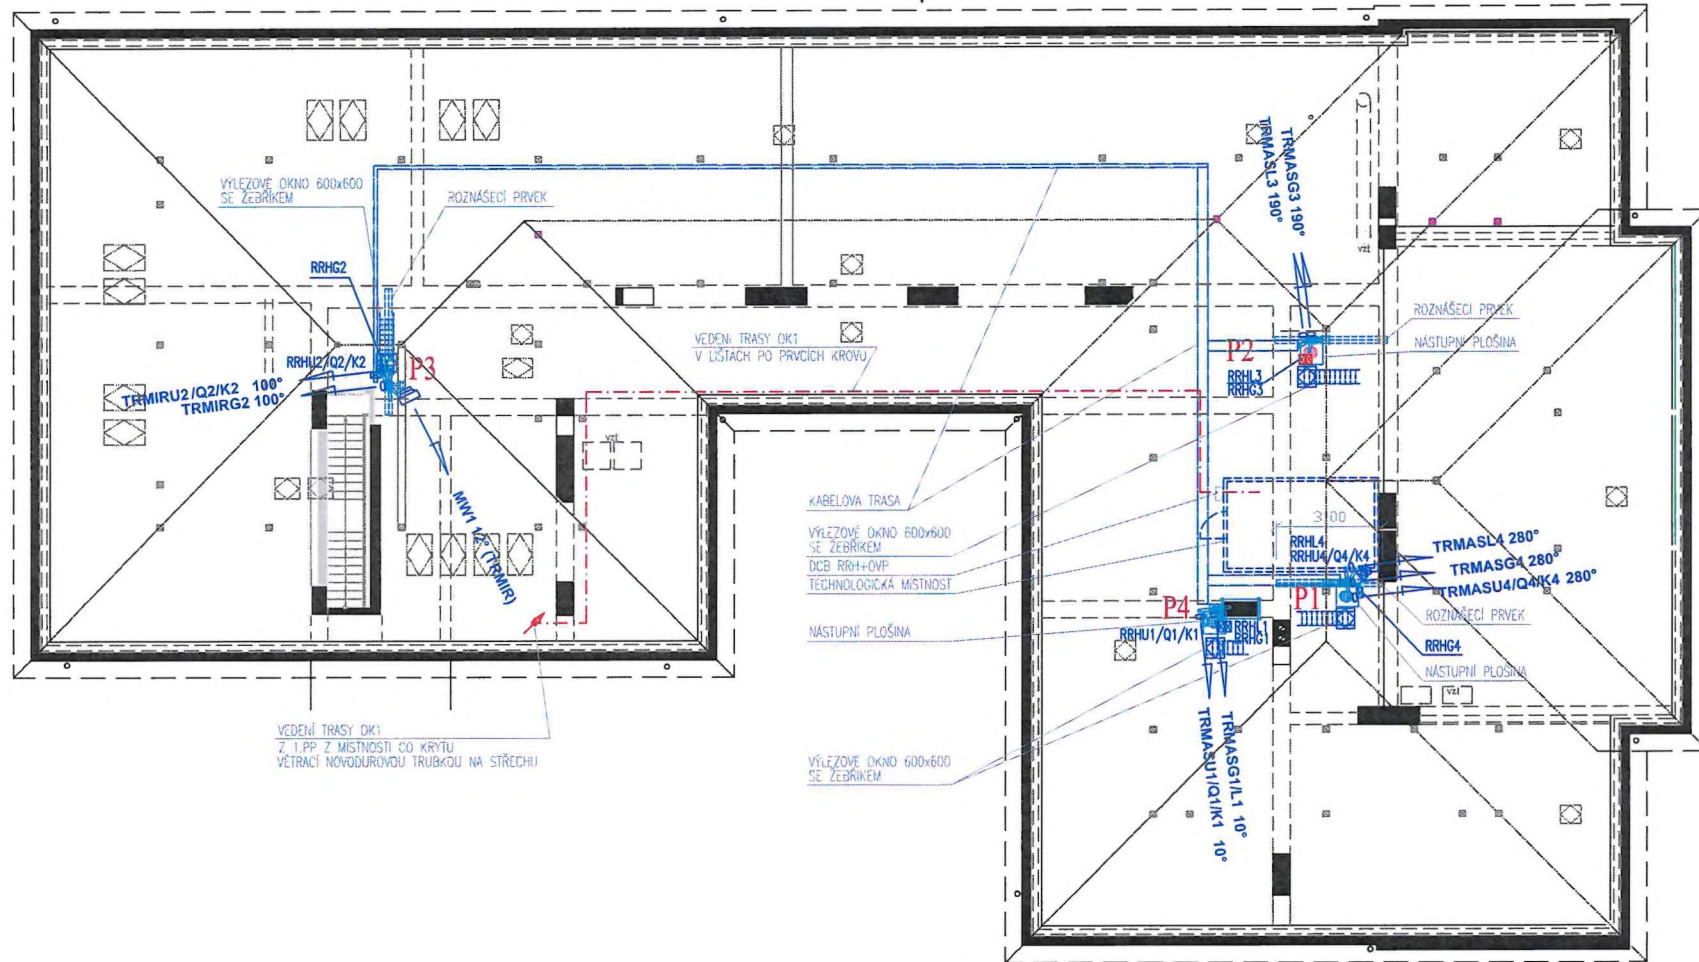 VÝLEZOVÉ OKNO 600x600
SE ŽEBŘÍKEM
ROZNÁŠECÍ PRVEK
RRHG2
RRHU2/Q2/K2
P3
TRMIRU2/Q2/K2 100°
TRMIRG2 100°
MW1 12° (TRMIR)
VEDENÍ TRASY OK1
V LIŠTÁCH PO PRVCÍCH KROVU
vzt
TRMASG3 190°
TRMASL3 190°
vzt
P2
RRHL3
RRHG3
ROZNÁŠECÍ PRVEK
NÁSTUPNÍ PLOŠINA
KABELOVA TRASA
VÝLEZOVÉ OKNO 600x600
SE ŽEBŘÍKEM
DCB RRH+OVP
TECHNOLOGICKÁ MÍSTNOST
NÁSTUPNÍ PLOŠINA
3100
RRHL4
RRHU4/Q4/K4
TRMASL4 280°
TRMASG4 280°
TRMASU4/Q4/K4 280°
P1
P4
RRHU1/Q1/K1
RRHL1
RRHG1
ROZNÁŠECÍ PRVEK
RRHG4
NÁSTUPNÍ PLOŠINA
vzt
TRMASG1/L1 10°
TRMASU1/Q1/K1 10°
VEDENÍ TRASY OK1
Z 1.PP Z MÍSTNOSTI CO KRYTU
VĚTRACÍ NOVODUROVOU TRUBKOU NA STŘECHU
VÝLEZOVÉ OKNO 600x600
SE ŽEBŘÍKEM